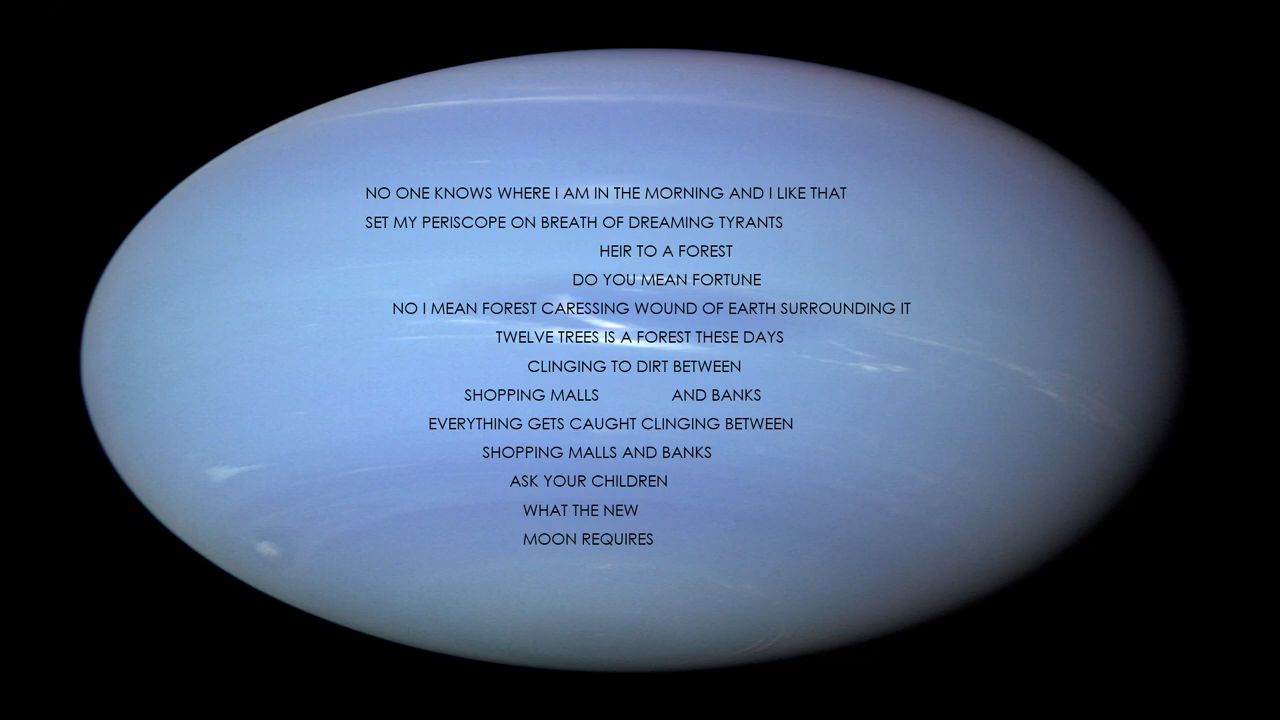 NO ONE KNOWS WHERE I AM IN THE MORNING AND I LIKE THAT
SET MY PERISCOPE ON BREATH OF DREAMING TYRANTS
HEIR TO A FOREST
DO YOU MEAN FORTUNE
NO I MEAN FOREST CARESSING WOUND OF EARTH SURROUNDING IT
TWELVE TREES IS A FOREST THESE DAYS
CLINGING TO DIRT BETWEEN
SHOPPING MALLS AND BANKS
EVERYTHING GETS CAUGHT CLINGING BETWEEN
SHOPPING MALLS AND BANKS
ASK YOUR CHILDREN
WHAT THE NEW
MOON REQUIRES